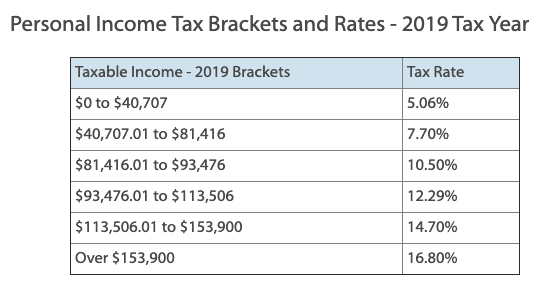 Personal Income Tax Brackets and Rates - 2019 Tax Year
Taxable Income - 2019 Brackets Tax Rate
$0 to $40,707 5.06%
$40,707.01 to $81,416 7.70%
$81,416.01 to $93,476 10.50%
$93,476.01 to $113,506 12.29%
$113,506.01 to $153,900 14.70%
Over $153,900 16.80%